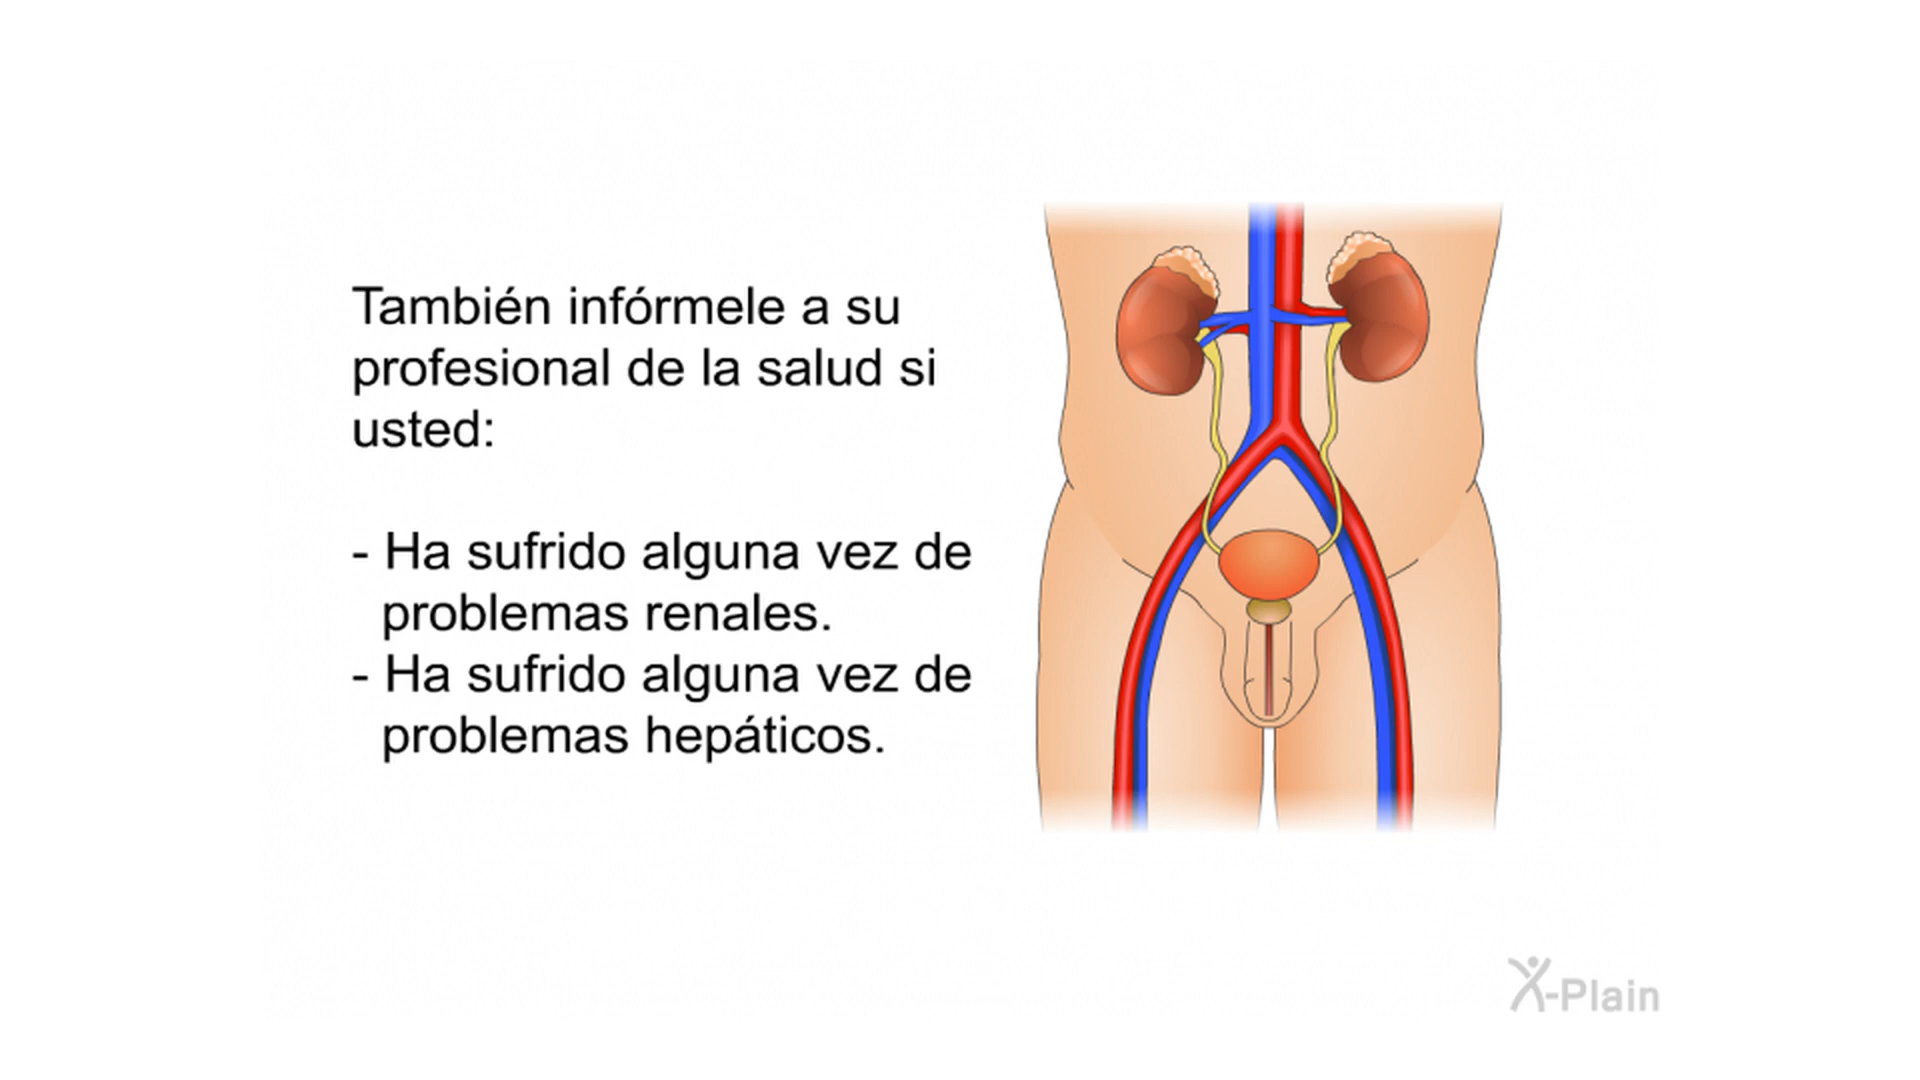 También infórmele a su
profesional de la salud si
usted:
- Ha sufrido alguna vez de
problemas renales.
- Ha sufrido alguna vez de
problemas hepáticos.
X-Plain